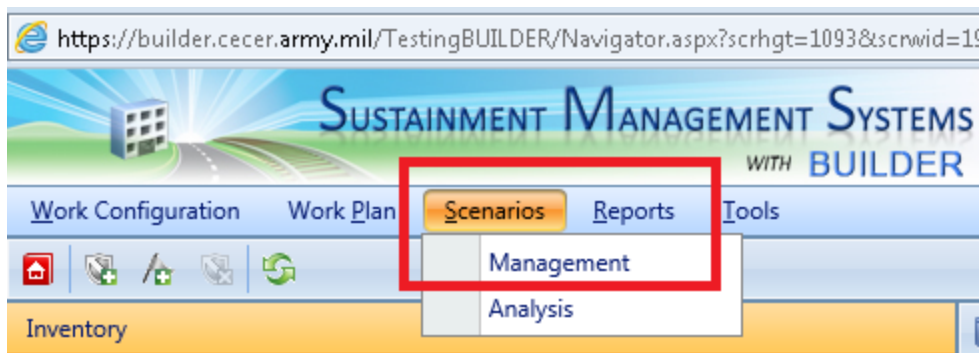 https://builder.cecer.army.mil/TestingBUILDER/Navigator.aspx?scrhgt=1093&scrwid=19
SUSTAINMENT MANAGEMENT SYSTEMS
WITH BUILDER
Work Configuration Work Plan Scenarios Reports Tools
Management
Analysis
Inventory